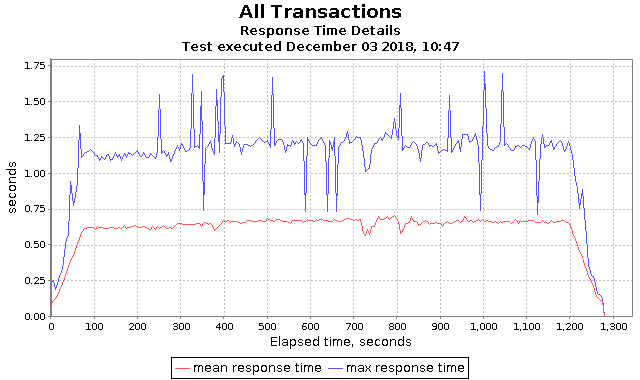 All Transactions
Response Time Details
Test executed December 03 2018, 10:47
1.75
1.50
1.25
1.00
0.75
0.50
0.25
0.00
seconds
0 100 200 300 400 500 600 700 800 900 1,000 1,100 1,200 1,300
Elapsed time, seconds
mean response time max response time